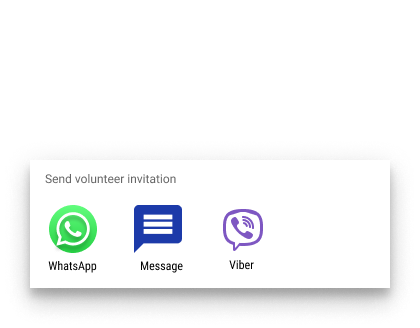 Send volunteer invitation
WhatsApp
Message
Viber